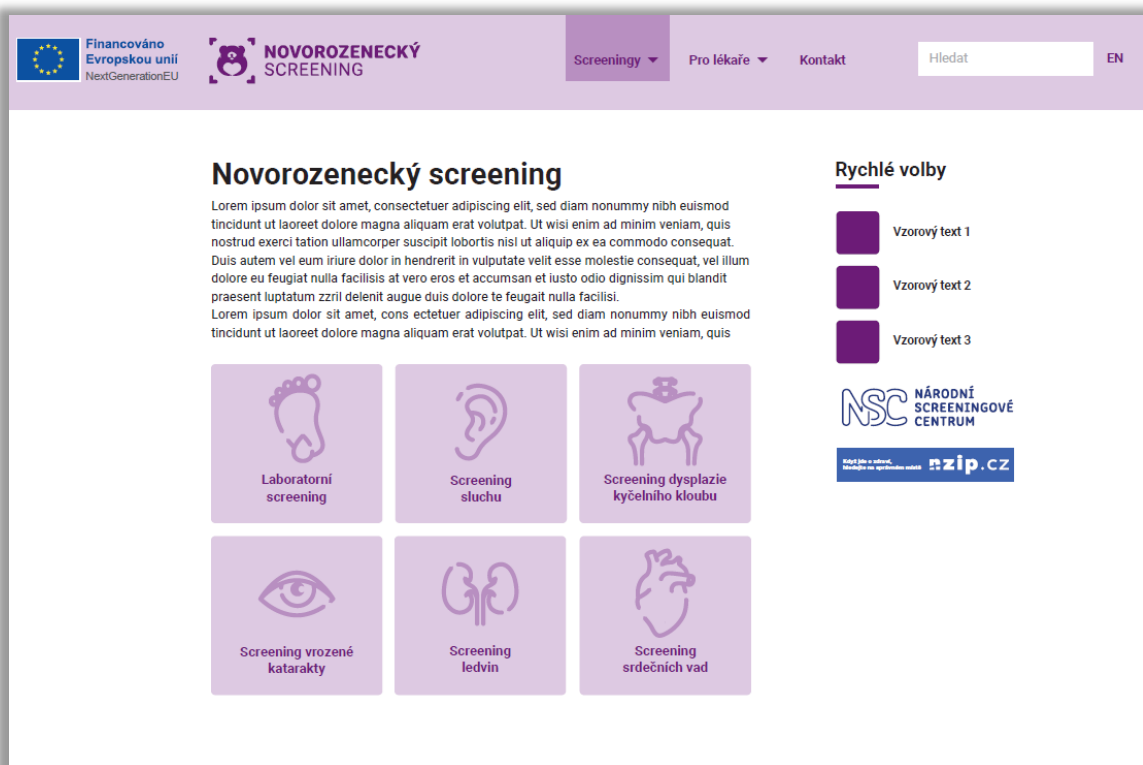 Financováno
Evropskou unií
NextGenerationEU
NOVOROZENECKÝ
SCREENING
Screeningy
Pro lékaře
Kontakt
Hledat
EN
Novorozenecký screening
Lorem ipsum dolor sit amet, consectetuer adipiscing elit, sed diam nonummy nibh euismod
tincidunt ut laoreet dolore magna aliquam erat volutpat. Ut wisi enim ad minim veniam, quis
nostrud exerci tation ullamcorper suscipit lobortis nisl ut aliquip ex ea commodo consequat.
Duis autem vel eum iriure dolor in hendrerit in vulputate velit esse molestie consequat, vel illum
dolore eu feugiat nulla facilisis at vero eros et accumsan et iusto odio dignissim qui blandit
praesent luptatum zzril delenit augue duis dolore te feugait nulla facilisi.
Lorem ipsum dolor sit amet, cons ectetuer adipiscing elit, sed diam nonummy nibh euismod
tincidunt ut laoreet dolore magna aliquam erat volutpat. Ut wisi enim ad minim veniam, quis
Laboratorní
screening
Screening
sluchu
Screening dysplazie
kyčelního kloubu
Screening vrozené
katarakty
Screening
ledvin
Screening
srdečních vad
Rychlé volby
Vzorový text 1
Vzorový text 2
Vzorový text 3
NSC
NÁRODNÍ
SCREENINGOVÉ
CENTRUM
Když jde o zdraví,
hledejte na správném místě
nzip.cz